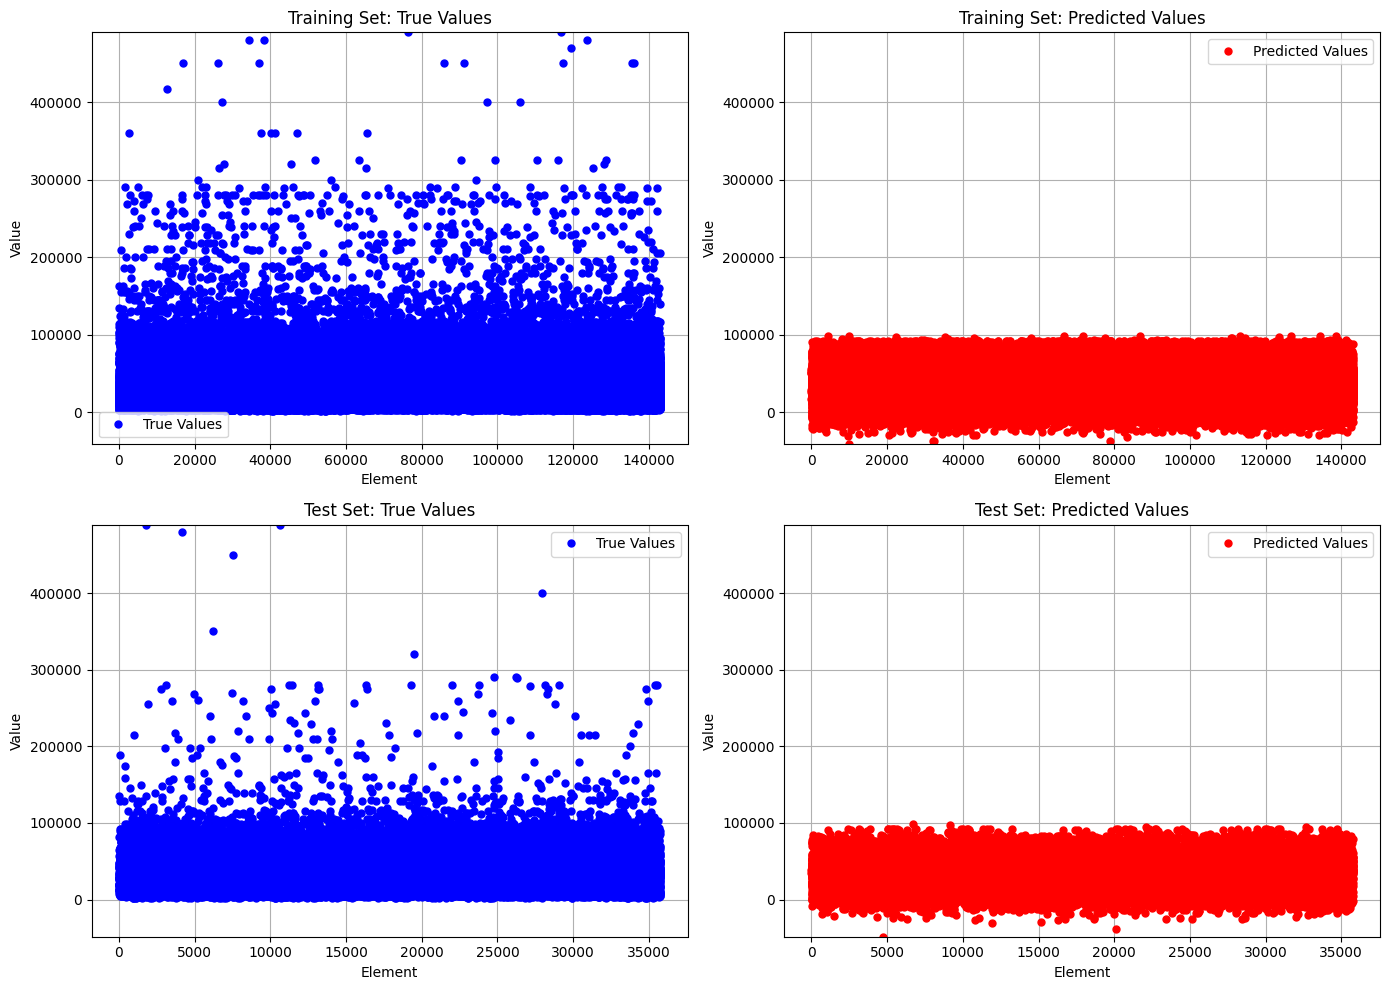 Training Set: True Values
Value
400000
300000
200000
100000
0
True Values
0 20000 40000 60000 80000 100000 120000 140000
Element
Training Set: Predicted Values
Predicted Values
Value
400000
300000
200000
100000
0
0 20000 40000 60000 80000 100000 120000 140000
Element
Test Set: True Values
True Values
Value
400000
300000
200000
100000
0
0 5000 10000 15000 20000 25000 30000 35000
Element
Test Set: Predicted Values
Predicted Values
Value
400000
300000
200000
100000
0
0 5000 10000 15000 20000 25000 30000 35000
Element